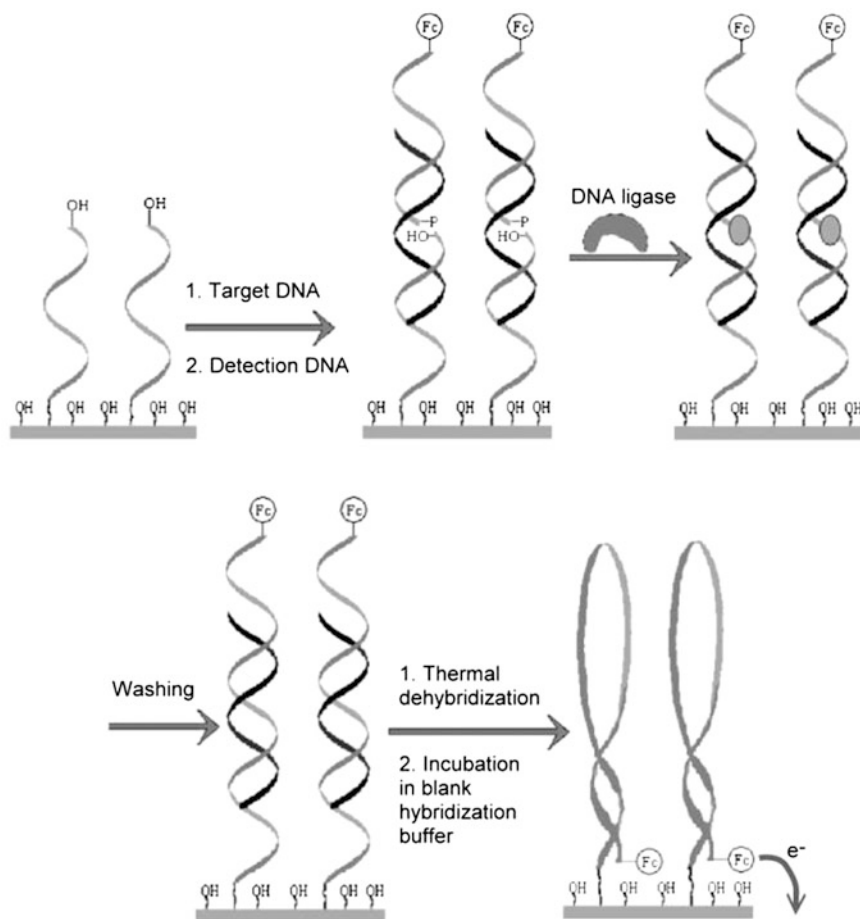 Fc Fc Fc Fc
OH OH
DNA ligase
P P
HO HO
1. Target DNA
2. Detection DNA
OH OH OH OH OH OH OH OH OH OH OH OH OH OH OH
Fc Fc
Washing
1. Thermal
dehybridization
2. Incubation
in blank
hybridization
buffer
Fc Fc e-
OH OH OH OH OH OH OH OH OH OH